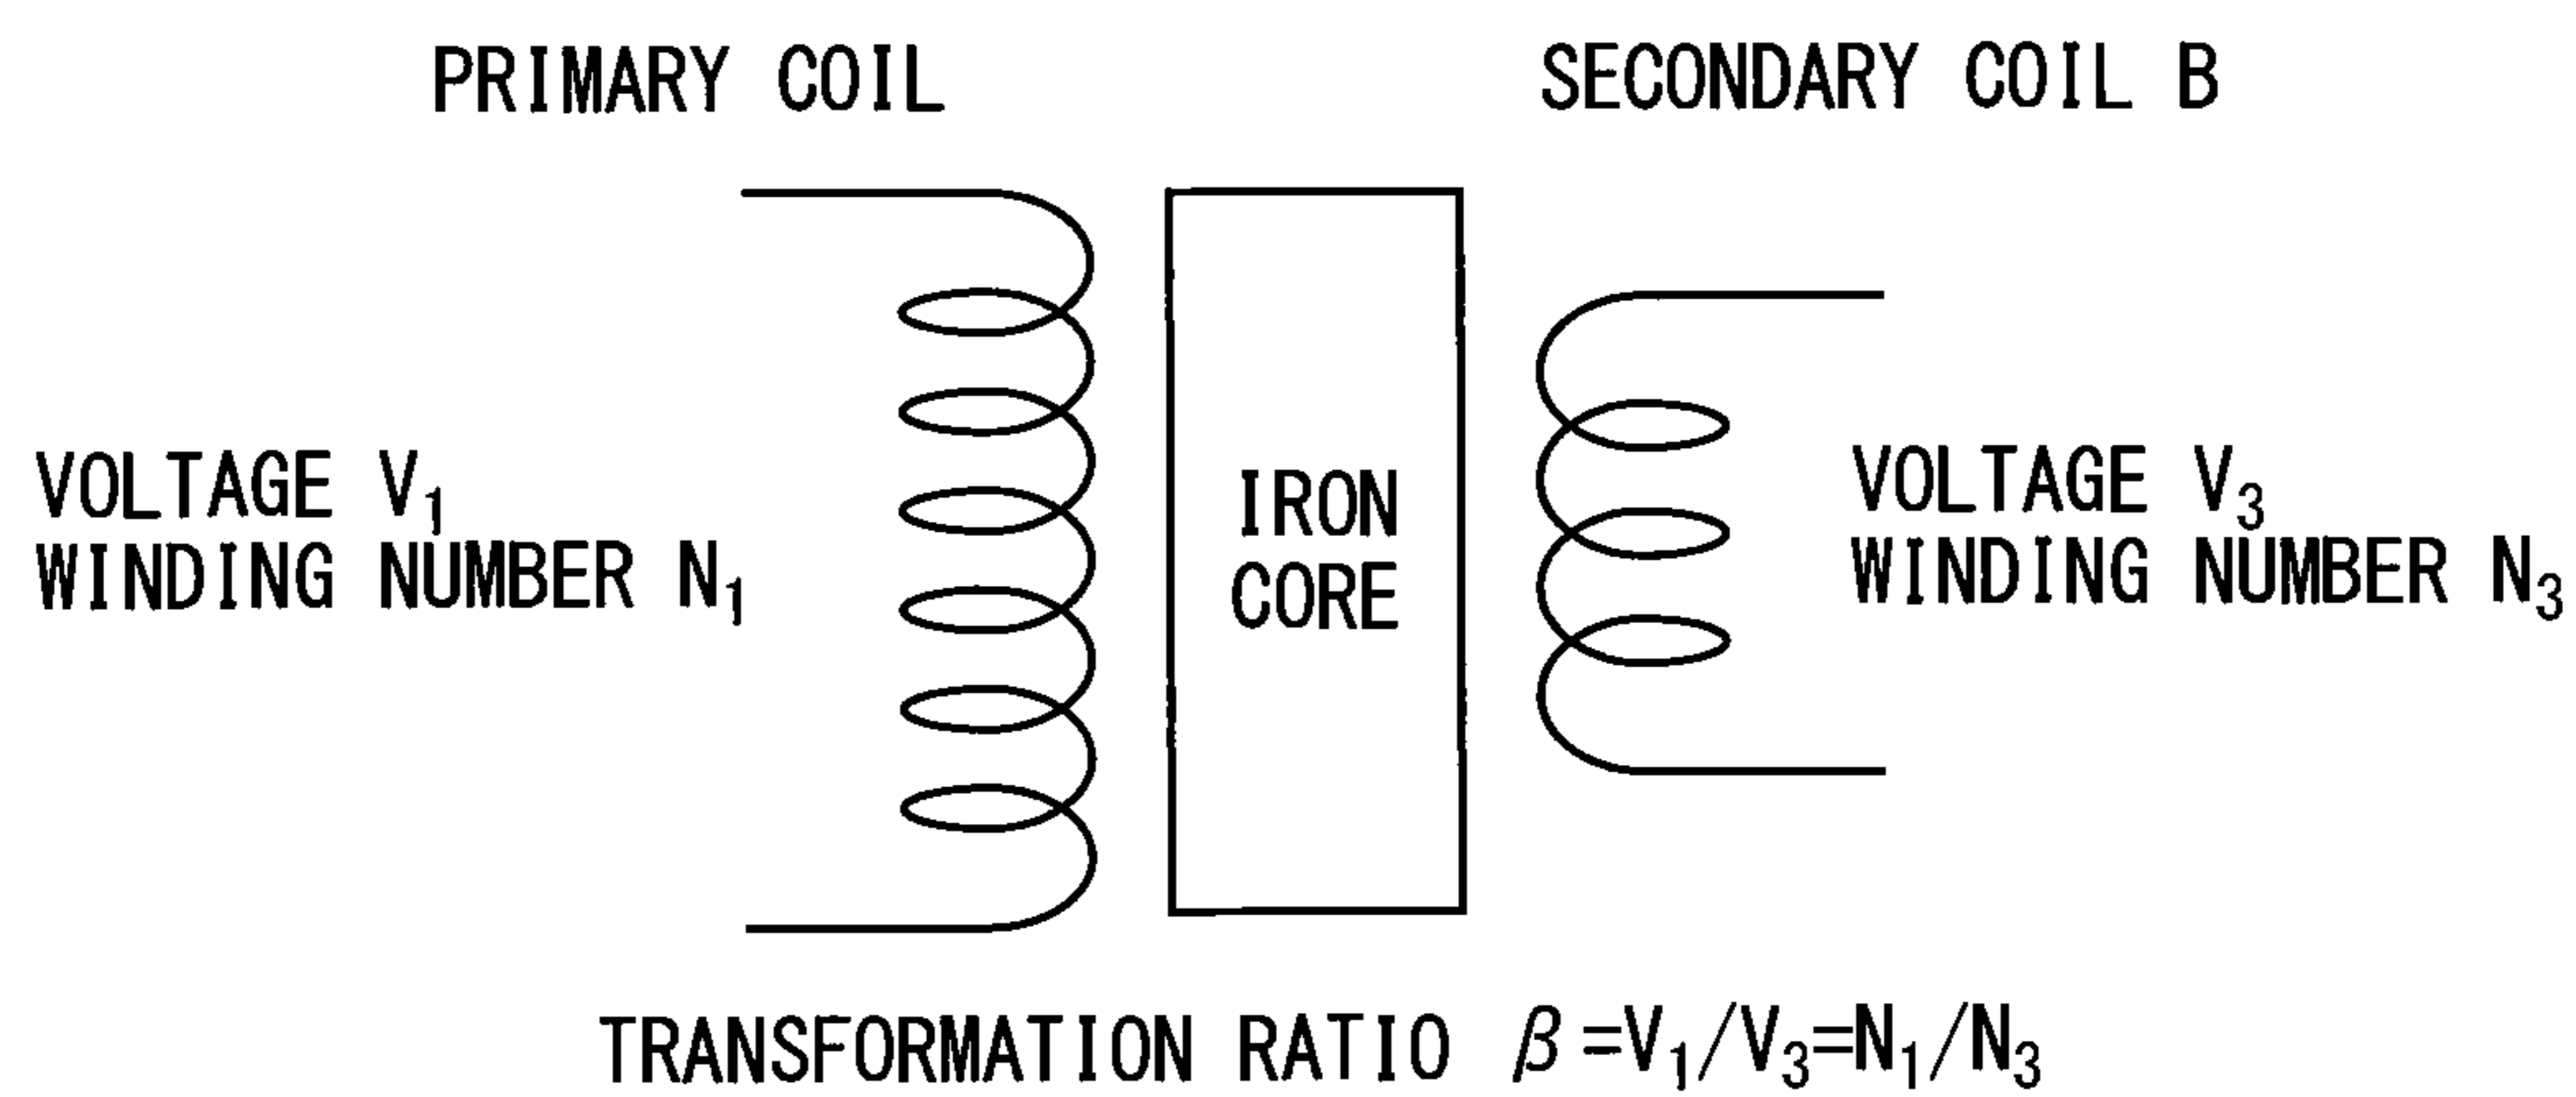 PRIMARY COIL
SECONDARY COIL B
VOLTAGE V₁
WINDING NUMBER N₁
IRON
CORE
VOLTAGE V₃
WINDING NUMBER N₃
TRANSFORMATION RATIO β=V₁/V₃=N₁/N₃